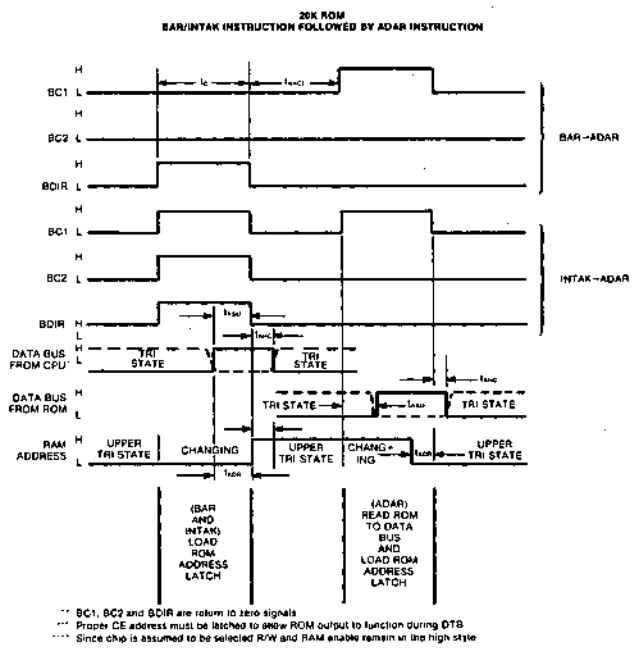 20K ROM
BAR/INTAK INSTRUCTION FOLLOWED BY ADAR INSTRUCTION
H
L
BC1
H
BC2 L
H
BDIR L
BAR→ADAR
H
BC1 L
H
BC2 L
BDIR H
L
INTAK→ADAR
DATA BUS FROM CPU
H
L
TRI STATE
TRI STATE
DATA BUS FROM ROM
H
L
TRI STATE
TRI STATE
RAM ADDRESS
H
L
UPPER TRI STATE
CHANGING
UPPER TRI STATE
CHANG-
ING
UPPER TRI STATE
(BAR
AND
INTAK)
LOAD
ROM
ADDRESS
LATCH
(ADAR)
READ ROM
TO DATA
BUS
AND
LOAD ROM
ADDRESS
LATCH
** BC1, BC2 and BDIR are return to zero signals
*** Proper CE address must be latched to allow ROM output to function during DTB
**** Since chip is assumed to be selected R/W and RAM enable remain in the high state